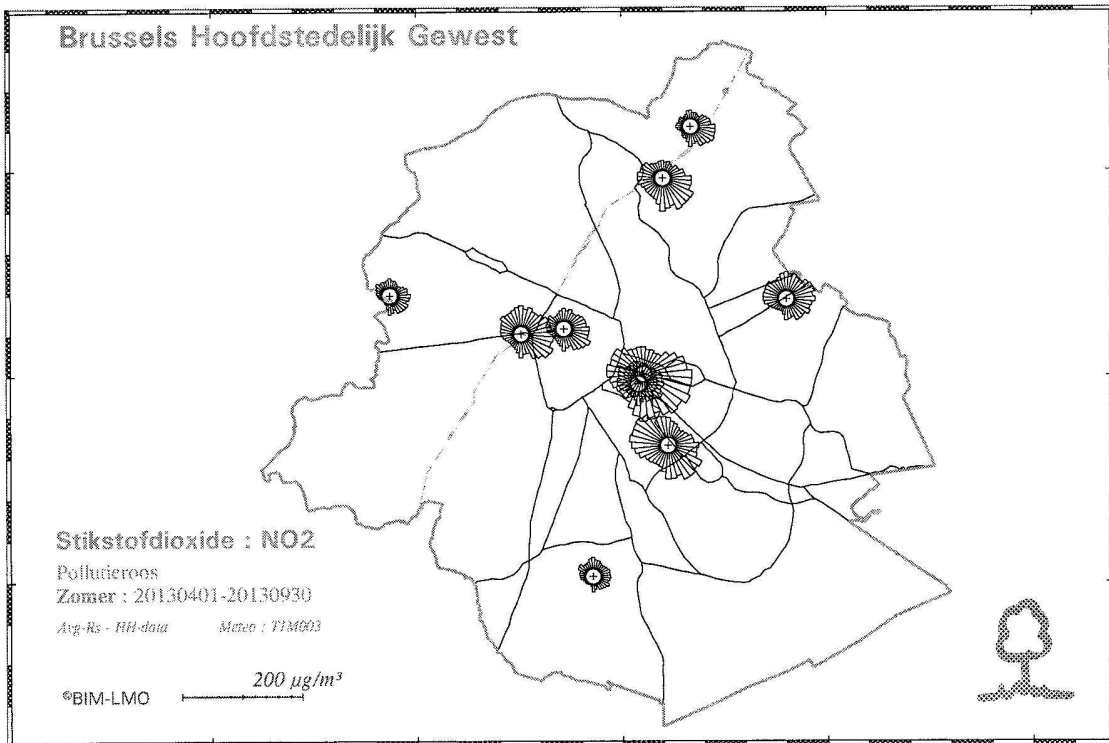 Brussels Hoofdstedelijk Gewest
Stikstofdioxide : NO2
Pollutieroos
Zomer : 20130401-20130930
Avg-Rs - HH-data Meteo : T1M003
200 µg/m³
©BIM-LMO